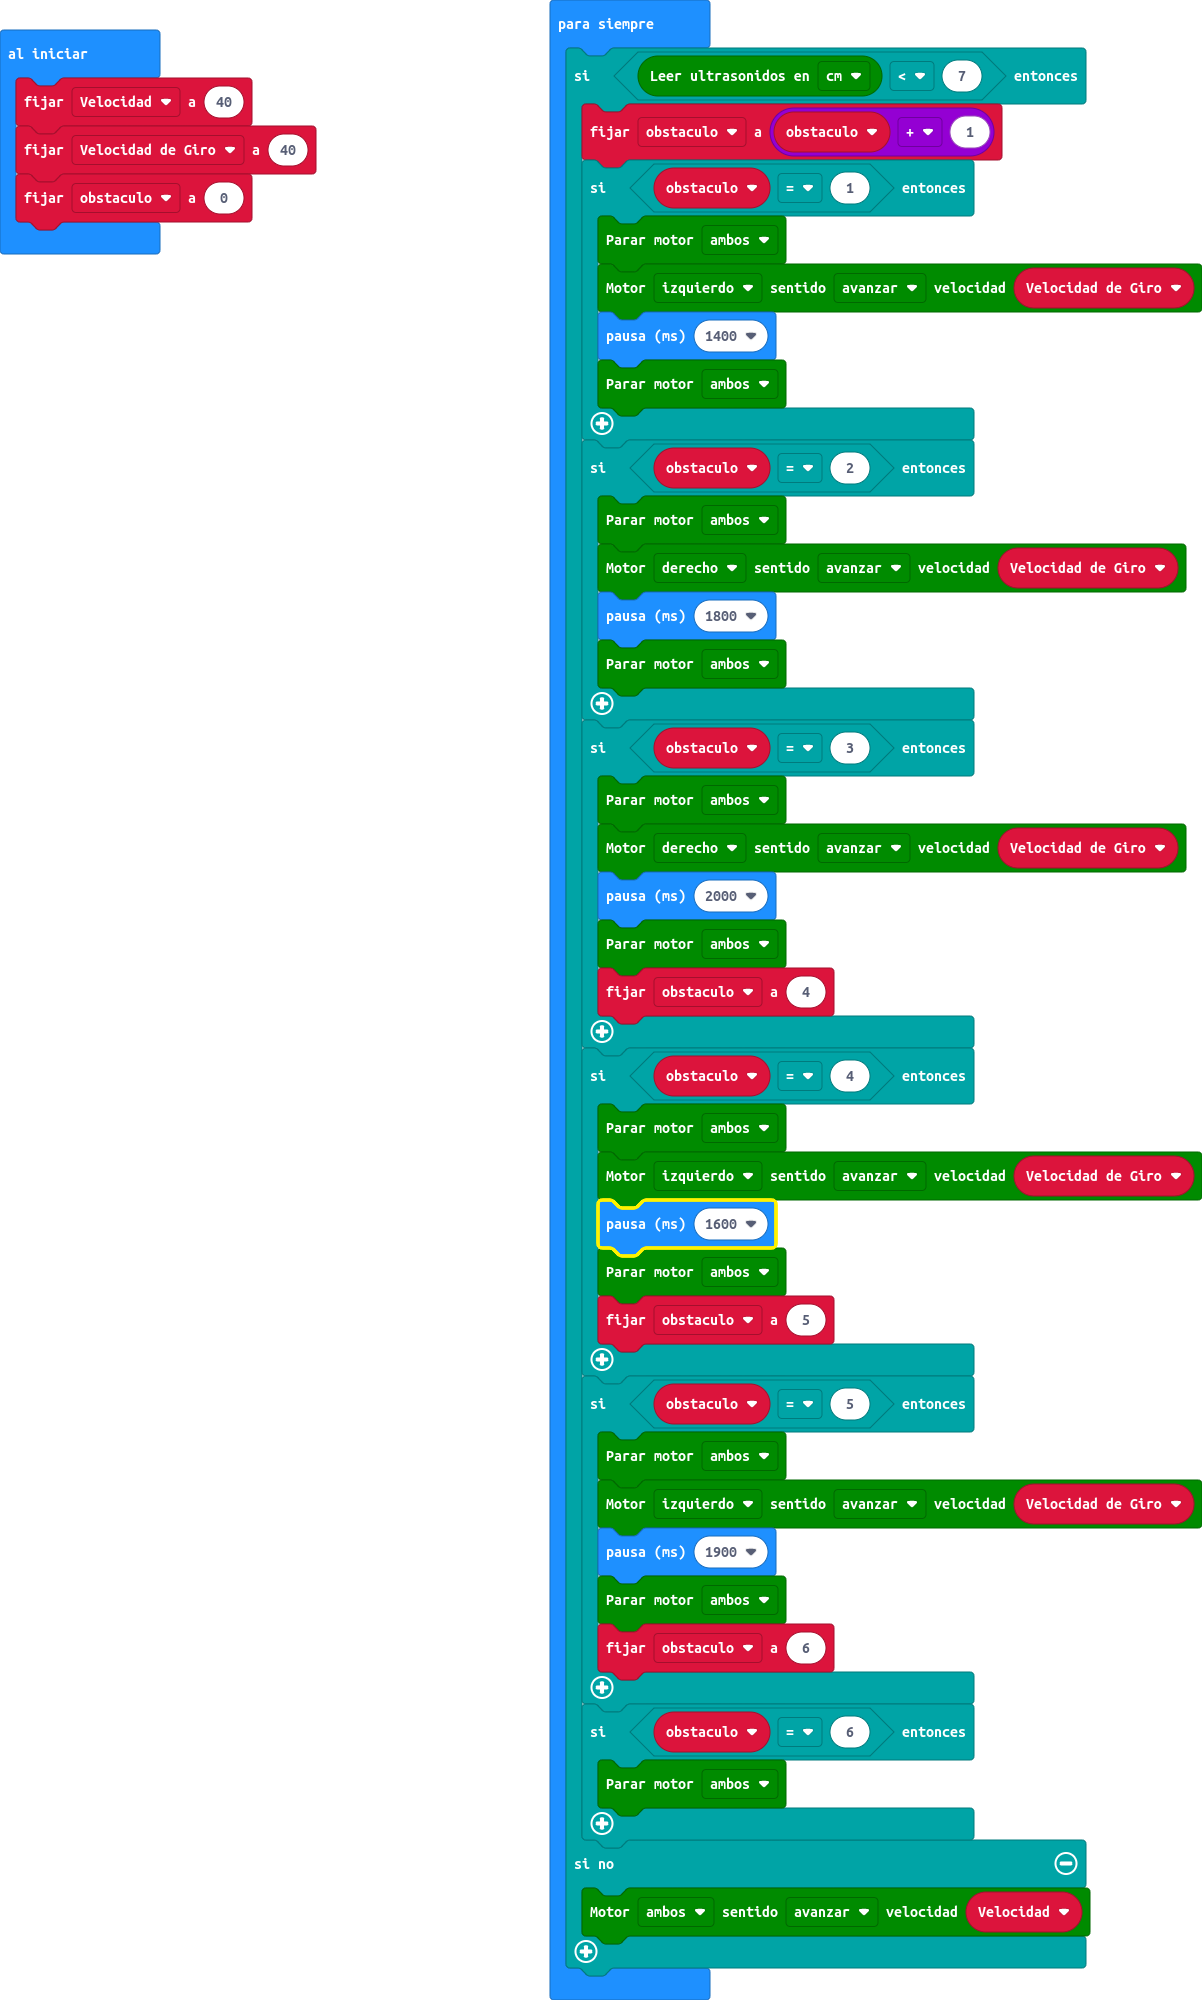 al iniciar
fijar Velocidad a 40
fijar Velocidad de Giro a 40
fijar obstaculo a 0
para siempre
si Leer ultrasonidos en cm < 7 entonces
fijar obstaculo a obstaculo + 1
si obstaculo = 1 entonces
Parar motor ambos
Motor izquierdo sentido avanzar velocidad Velocidad de Giro
pausa (ms) 1400
Parar motor ambos
si obstaculo = 2 entonces
Parar motor ambos
Motor derecho sentido avanzar velocidad Velocidad de Giro
pausa (ms) 1800
Parar motor ambos
si obstaculo = 3 entonces
Parar motor ambos
Motor derecho sentido avanzar velocidad Velocidad de Giro
pausa (ms) 2000
Parar motor ambos
fijar obstaculo a 4
si obstaculo = 4 entonces
Parar motor ambos
Motor izquierdo sentido avanzar velocidad Velocidad de Giro
pausa (ms) 1600
Parar motor ambos
fijar obstaculo a 5
si obstaculo = 5 entonces
Parar motor ambos
Motor izquierdo sentido avanzar velocidad Velocidad de Giro
pausa (ms) 1900
Parar motor ambos
fijar obstaculo a 6
si obstaculo = 6 entonces
Parar motor ambos
si no
Motor ambos sentido avanzar velocidad Velocidad